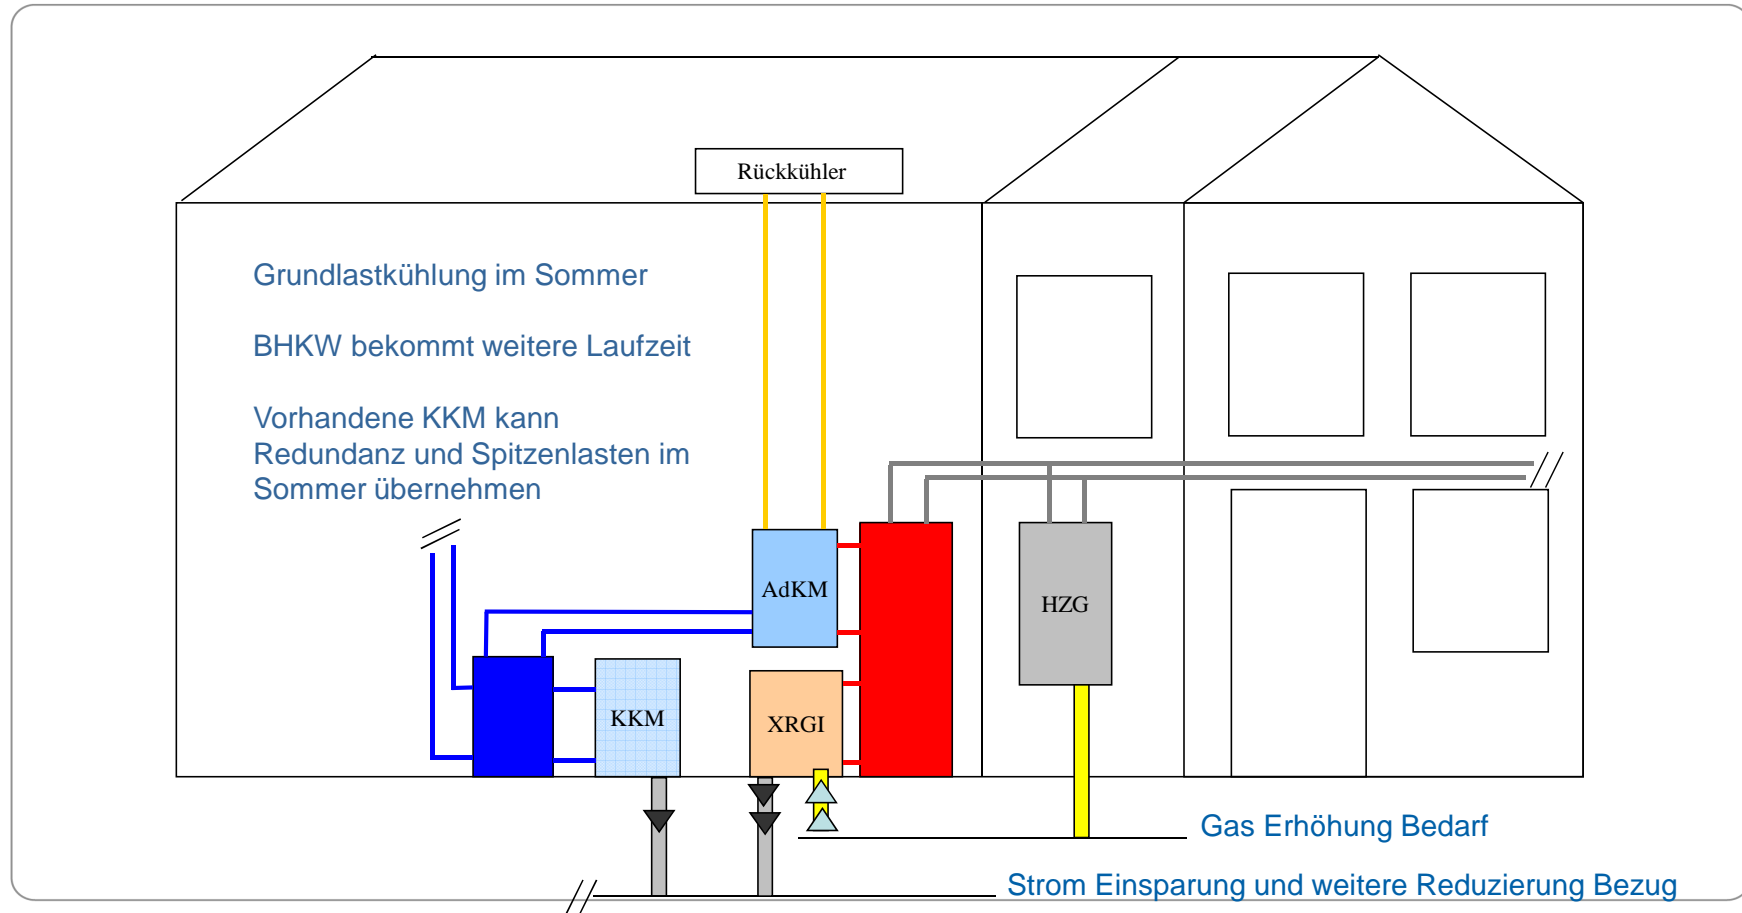 Rückkühler
Grundlastkühlung im Sommer
BHKW bekommt weitere Laufzeit
Vorhandene KKM kann
Redundanz und Spitzenlasten im
Sommer übernehmen
AdKM
HZG
KKM
XRGI
Gas Erhöhung Bedarf
Strom Einsparung und weitere Reduzierung Bezug